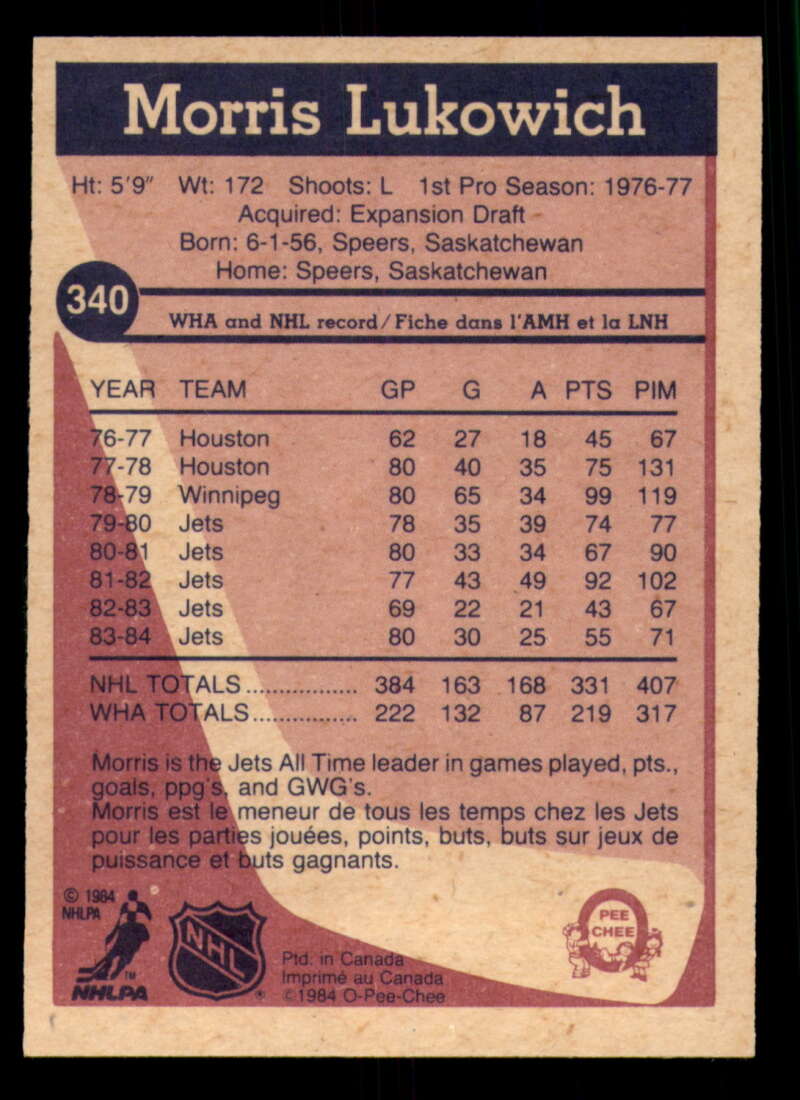 Morris Lukowich
Ht: 5'9" Wt: 172 Shoots: L 1st Pro Season: 1976-77
Acquired: Expansion Draft
Born: 6-1-56, Speers, Saskatchewan
Home: Speers, Saskatchewan
340
WHA and NHL record/Fiche dans l'AMH et la LNH
YEAR TEAM GP G A PTS PIM
76-77 Houston 62 27 18 45 67
77-78 Houston 80 40 35 75 131
78-79 Winnipeg 80 65 34 99 119
79-80 Jets 78 35 39 74 77
80-81 Jets 80 33 34 67 90
81-82 Jets 77 43 49 92 102
82-83 Jets 69 22 21 43 67
83-84 Jets 80 30 25 55 71
NHL TOTALS................ 384 163 168 331 407
WHA TOTALS............... 222 132 87 219 317
Morris is the Jets All Time leader in games played, pts.,
goals, ppg's, and GWG's.
Morris est le meneur de tous les temps chez les Jets
pour les parties jouées, points, buts, buts sur jeux de
puissance et buts gagnants.
© 1984
NHLPA
TM
NHLPA
NHL
®
Ptd. in Canada
Imprimé au Canada
©1984 O-Pee-Chee
PEE
CHEE